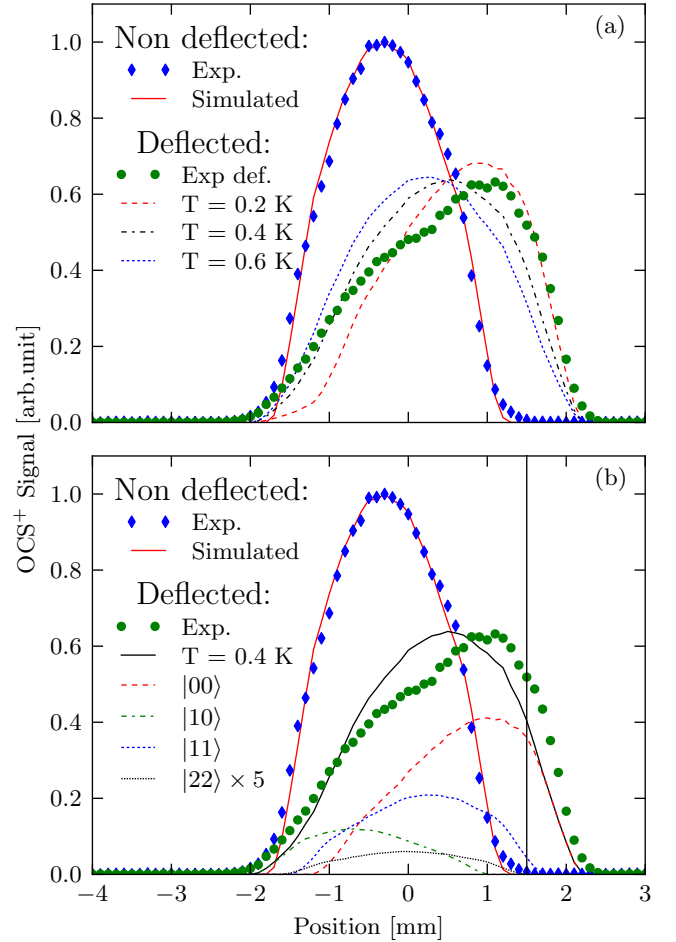 (a)
1.0
Non deflected:
Exp.
Simulated
0.8
Deflected:
Exp def.
0.6
T = 0.2 K
T = 0.4 K
0.4
T = 0.6 K
0.2
0.0
OCS+ Signal [arb.unit]
(b)
1.0
Non deflected:
Exp.
Simulated
0.8
Deflected:
Exp.
0.6
T = 0.4 K
|00⟩
|10⟩
0.4
|11⟩
|22⟩ × 5
0.2
0.0
−4 −3 −2 −1 0 1 2 3
Position [mm]